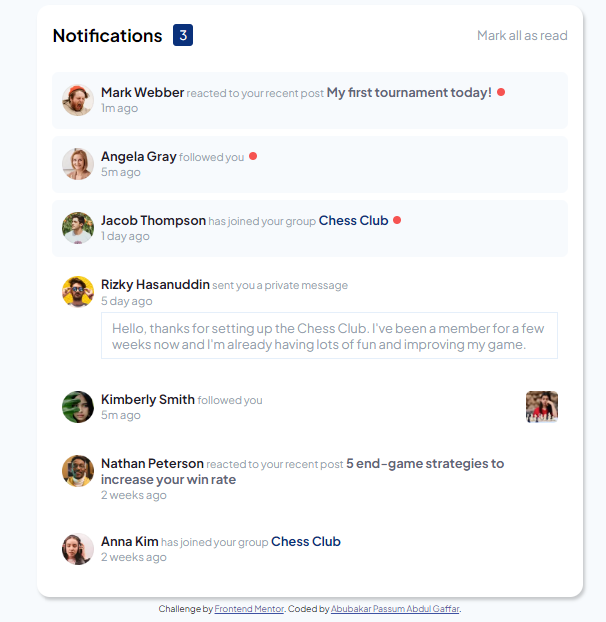 Notifications 3 Mark all as read
Mark Webber reacted to your recent post My first tournament today!
1m ago
Angela Gray followed you
5m ago
Jacob Thompson has joined your group Chess Club
1 day ago
Rizky Hasanuddin sent you a private message
5 day ago
Hello, thanks for setting up the Chess Club. I've been a member for a few
weeks now and I'm already having lots of fun and improving my game.
Kimberly Smith followed you
5m ago
Nathan Peterson reacted to your recent post 5 end-game strategies to
increase your win rate
2 weeks ago
Anna Kim has joined your group Chess Club
2 weeks ago
Challenge by Frontend Mentor. Coded by Abubakar Passum Abdul Gaffar.